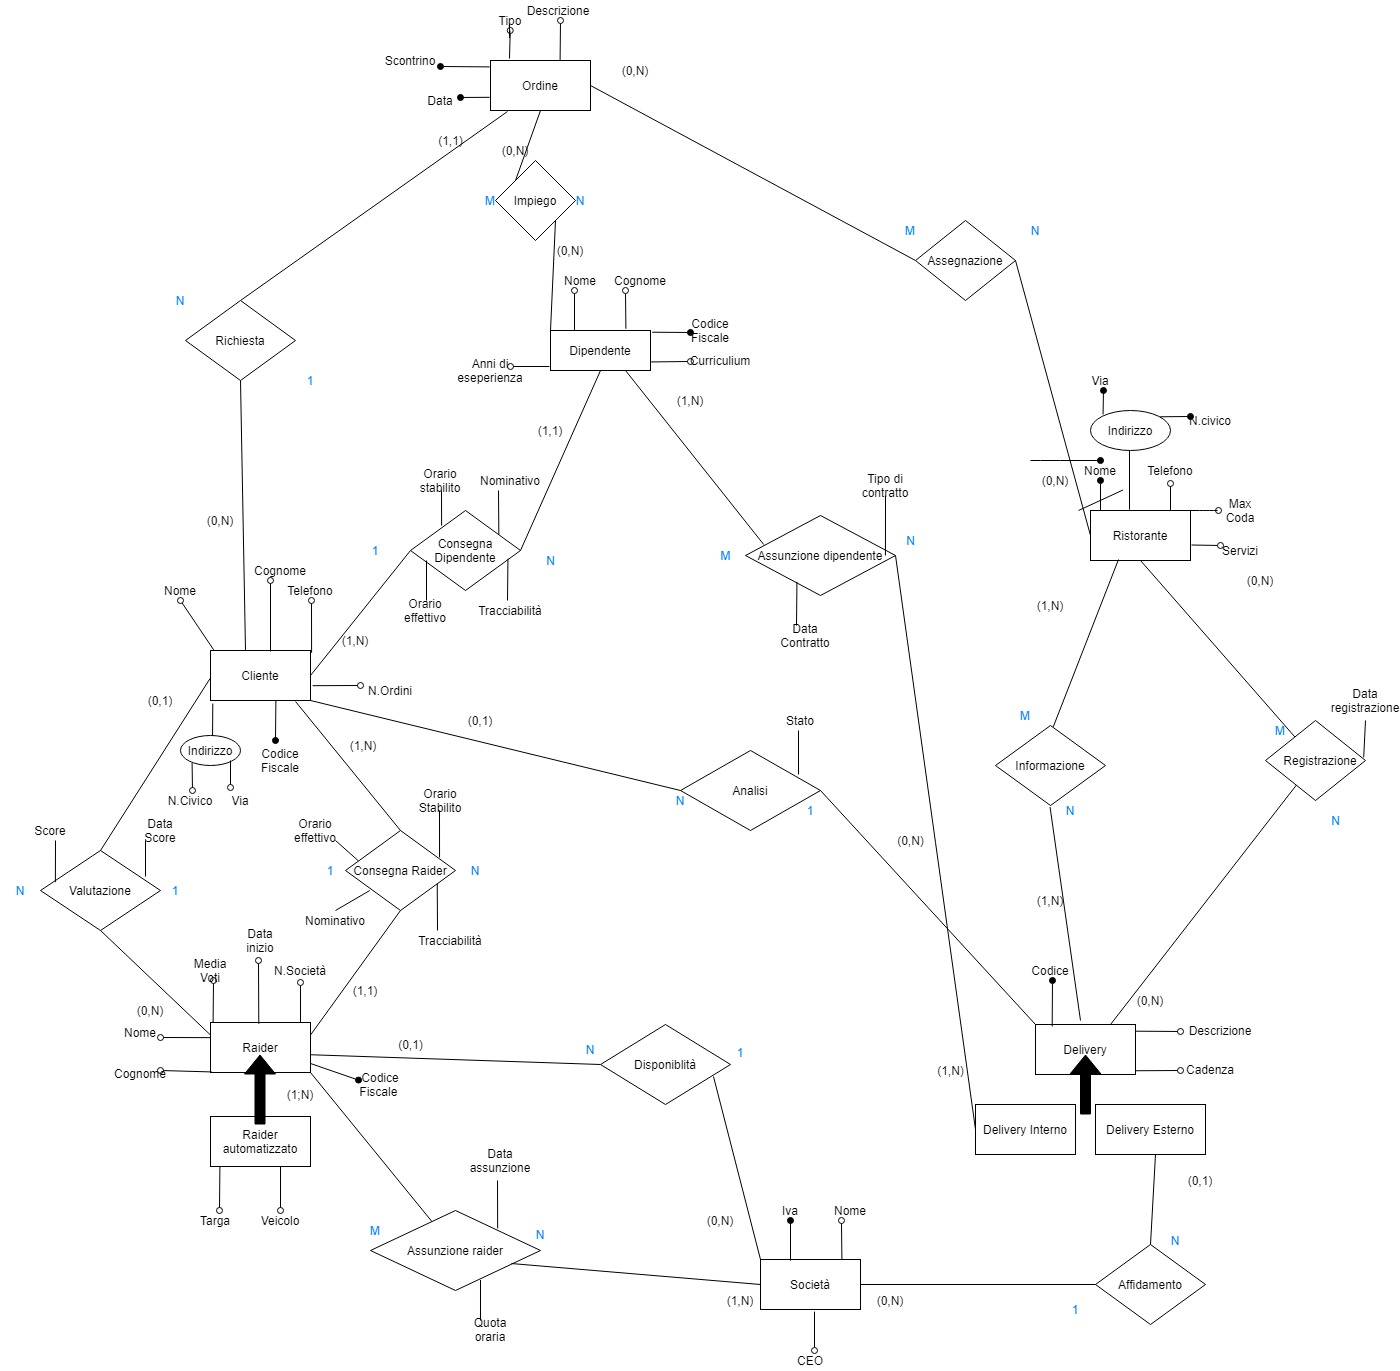 Descrizione
Tipo
Scontrino
(0,N)
Ordine
Data
(1,1)
(0,N)
M
Impiego
N
M
N
(0,N)
Assegnazione
Nome
Cognome
N
Codice
Fiscale
Richiesta
Dipendente
Curriculium
Anni di
eseperienza
1
Via
(1,N)
N.civico
Indirizzo
(1,1)
Orario
stabilito
Nominativo
Tipo di
contratto
(0,N)
Nome
Telefono
Max
Coda
(0,N)
Ristorante
1
Consegna
Dipendente
N
M
Assunzione dipendente
N
Servizi
Cognome
(0,N)
Nome
Telefono
Orario
effettivo
Tracciabilità
(1,N)
Data
Contratto
(1,N)
Cliente
N.Ordini
(0,1)
Data
registrazione
(0,1)
Stato
M
M
Indirizzo
Codice
Fiscale
(1,N)
Informazione
Registrazione
N.Civico
Via
Orario
Stabilito
N
Analisi
1
N
N
Score
Data
Score
Orario
effettivo
(0,N)
N
Valutazione
1
1
Consegna Raider
N
Nominativo
(1,N)
Data
inizio
Tracciabilità
Media
Voti
N.Società
Codice
(0,N)
(1,1)
(0,N)
Nome
Raider
(0,1)
N
1
Delivery
Descrizione
Disponiblità
Cognome
Codice
Fiscale
(1,N)
Cadenza
(1;N)
Raider
automatizzato
Delivery Interno
Delivery Esterno
Data
assunzione
(0,1)
Targa
Veicolo
(0,N)
Iva
Nome
M
N
N
Assunzione raider
Società
Affidamento
(1,N)
(0,N)
1
Quota
oraria
CEO